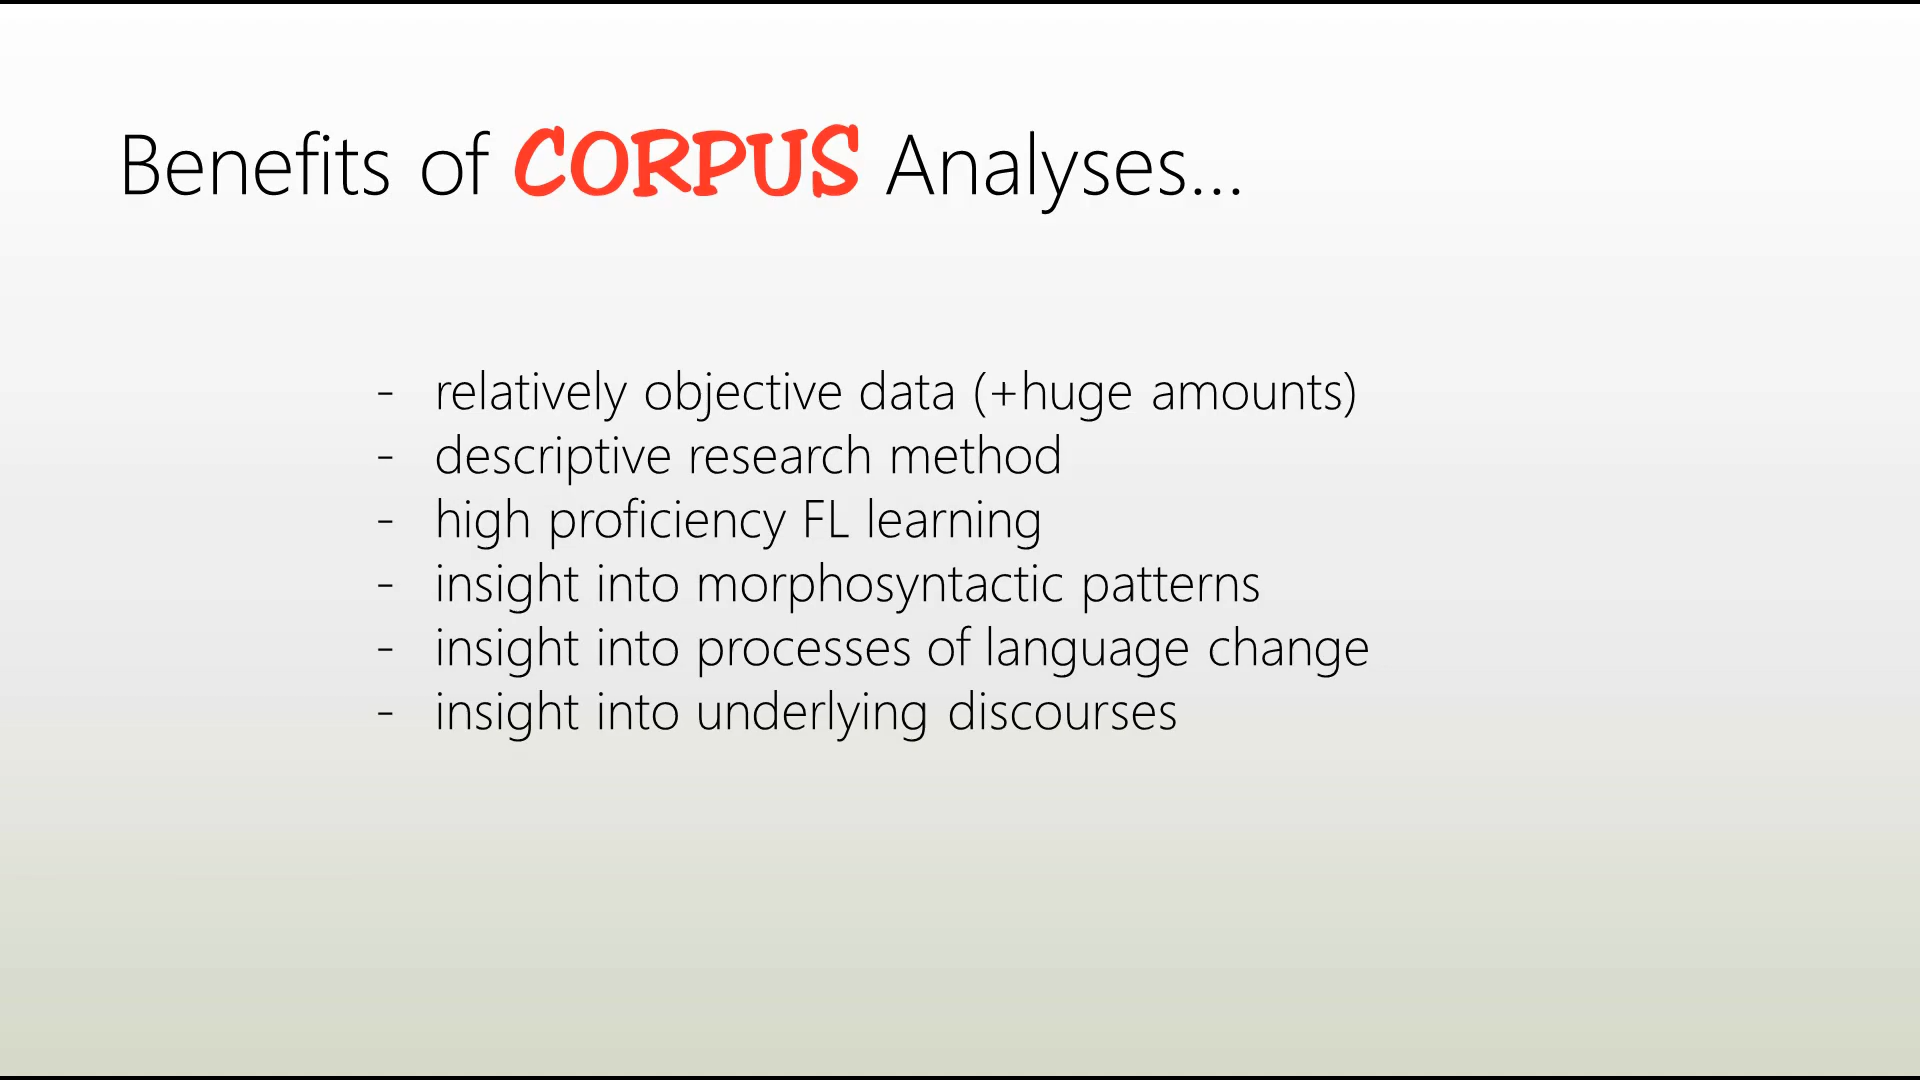 Benefits of CORPUS Analyses...
- relatively objective data (+huge amounts)
- descriptive research method
- high proficiency FL learning
- insight into morphosyntactic patterns
- insight into processes of language change
- insight into underlying discourses